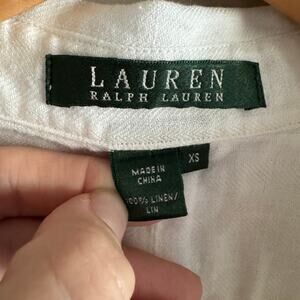 LAUREN
RALPH LAUREN
XS
MADE IN
CHINA
100% LINEN/
LIN